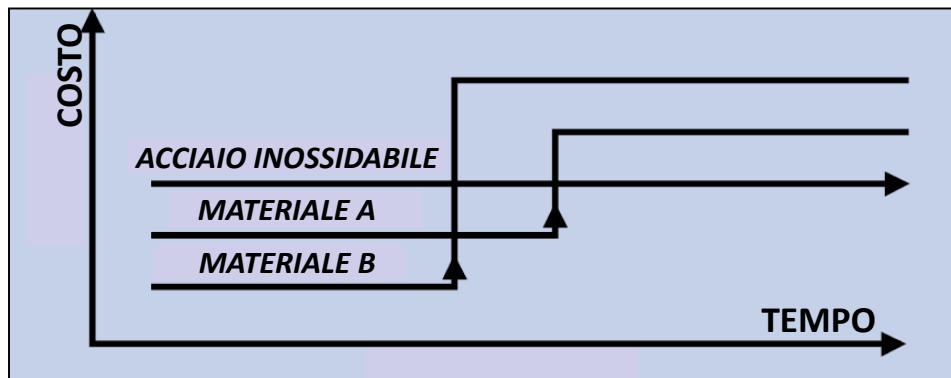 COSTO
ACCIAIO INOSSIDABILE
MATERIALE A
MATERIALE B
TEMPO